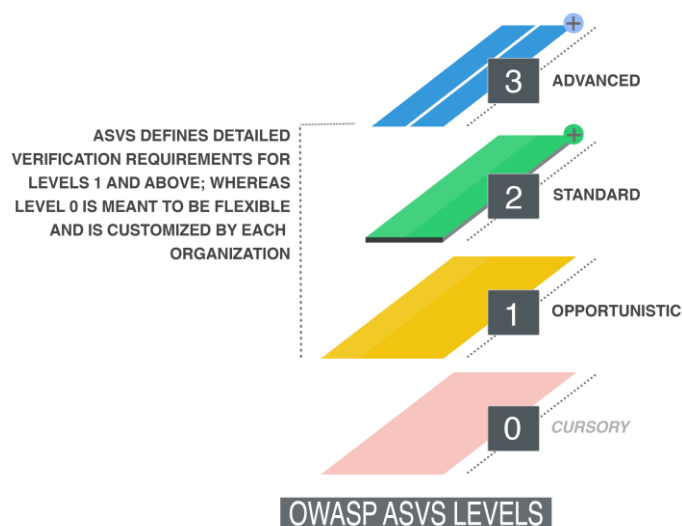 3 ADVANCED
ASVS DEFINES DETAILED
VERIFICATION REQUIREMENTS FOR
LEVELS 1 AND ABOVE; WHEREAS
LEVEL 0 IS MEANT TO BE FLEXIBLE
AND IS CUSTOMIZED BY EACH
ORGANIZATION
2 STANDARD
1 OPPORTUNISTIC
0 CURSORY
OWASP ASVS LEVELS